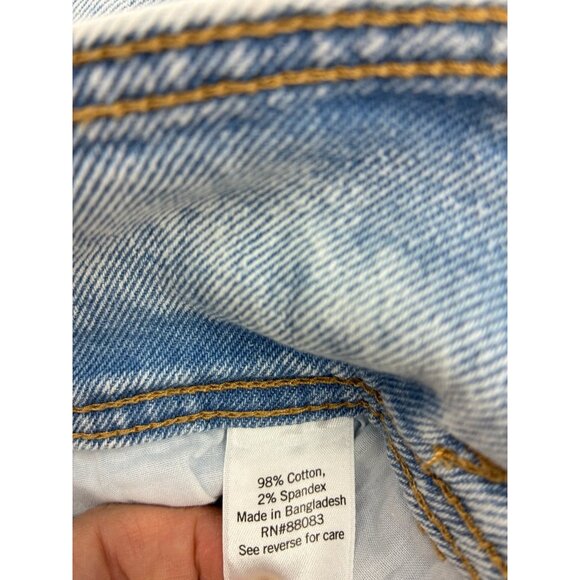 98% Cotton,
2% Spandex
Made in Bangladesh
RN#88083
See reverse for care